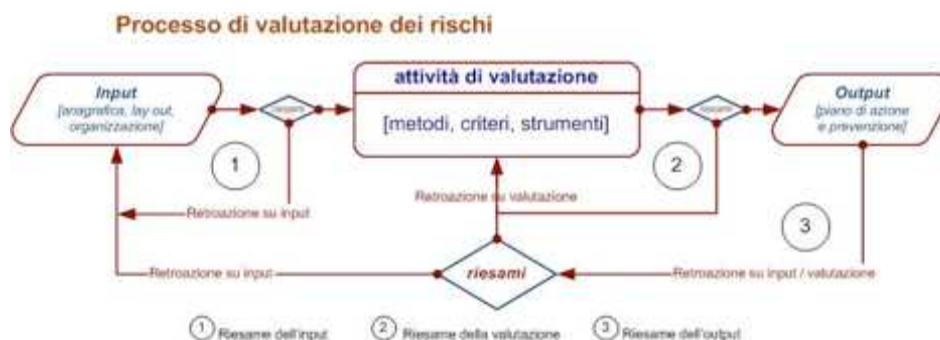 Processo di valutazione dei rischi
Input
[anagrafica, lay out,
organizzazione]
riesami
attività di valutazione
[metodi, criteri, strumenti]
riesami
Output
[piano di azione
e prevenzione]
1
2
Retroazione su valutazione
Retroazione su input
3
Retroazione su input
riesami
Retroazione su input / valutazione
1 Riesame dell'input
2 Riesame della valutazione
3 Riesame dell'output